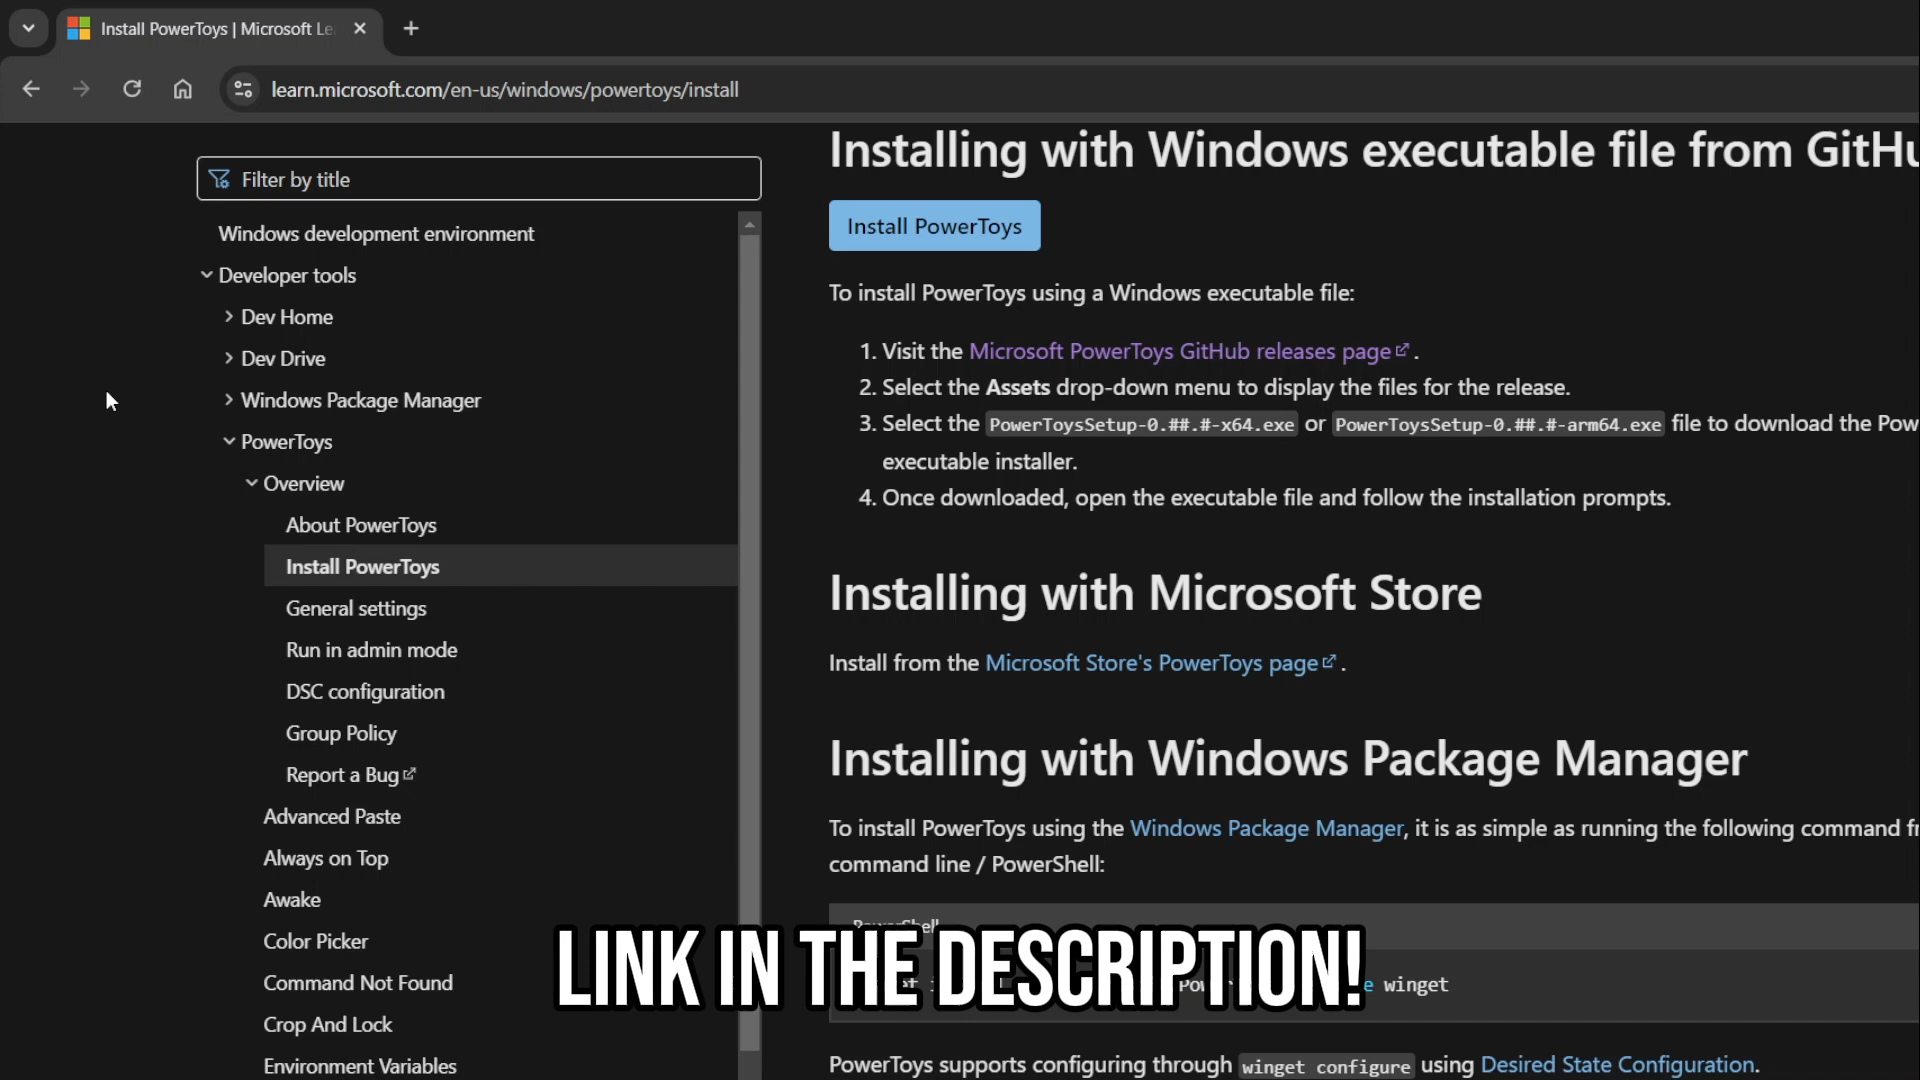 Install PowerToys | Microsoft Le
learn.microsoft.com/en-us/windows/powertoys/install
Filter by title
Windows development environment
Developer tools
Dev Home
Dev Drive
Windows Package Manager
PowerToys
Overview
About PowerToys
Install PowerToys
General settings
Run in admin mode
DSC configuration
Group Policy
Report a Bug
Advanced Paste
Always on Top
Awake
Color Picker
Command Not Found
Crop And Lock
Environment Variables
Installing with Windows executable file from GitHu
Install PowerToys
To install PowerToys using a Windows executable file:
1. Visit the Microsoft PowerToys GitHub releases page.
2. Select the Assets drop-down menu to display the files for the release.
3. Select the PowerToysSetup-0.##.#-x64.exe or PowerToysSetup-0.##.#-arm64.exe file to download the Pow
executable installer.
4. Once downloaded, open the executable file and follow the installation prompts.
Installing with Microsoft Store
Install from the Microsoft Store's PowerToys page.
Installing with Windows Package Manager
To install PowerToys using the Windows Package Manager, it is as simple as running the following command fr
command line / PowerShell:
PowerShell
winget
LINK IN THE DESCRIPTION!
PowerToys supports configuring through winget configure using Desired State Configuration.